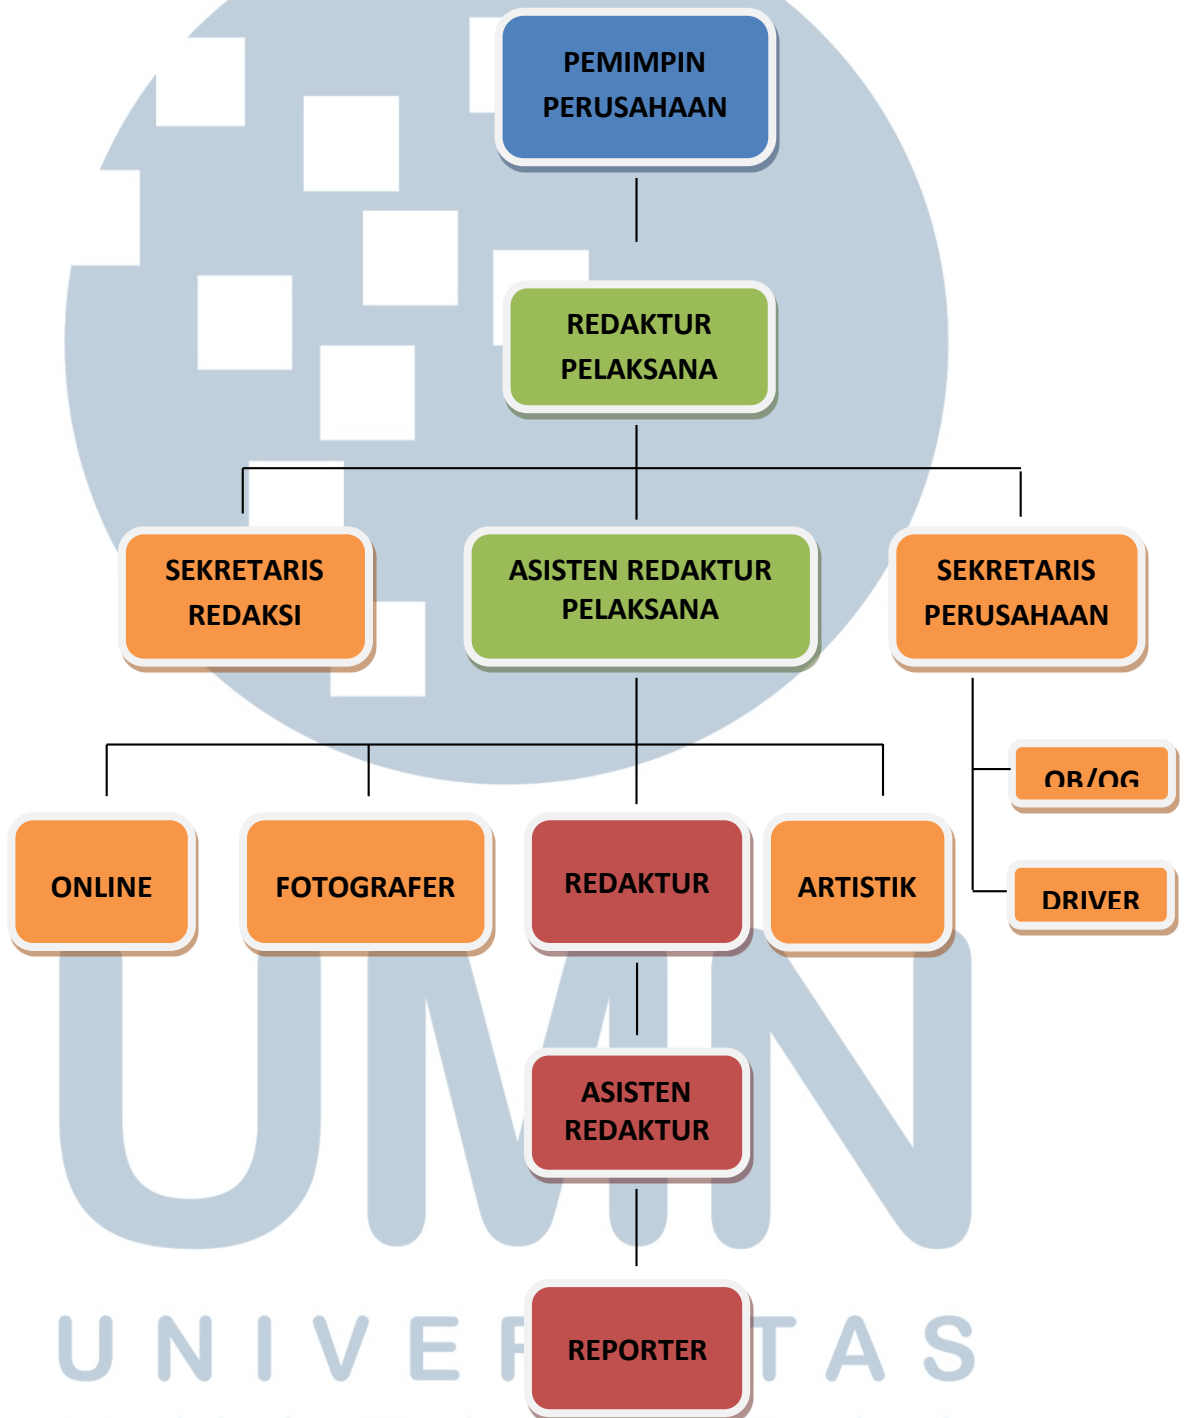 PEMIMPIN
PERUSAHAAN
REDAKTUR
PELAKSANA
SEKRETARIS
REDAKSI
ASISTEN REDAKTUR
PELAKSANA
SEKRETARIS
PERUSAHAAN
OB/OG
DRIVER
ONLINE
FOTOGRAFER
REDAKTUR
ARTISTIK
UMN
ASISTEN
REDAKTUR
REPORTER